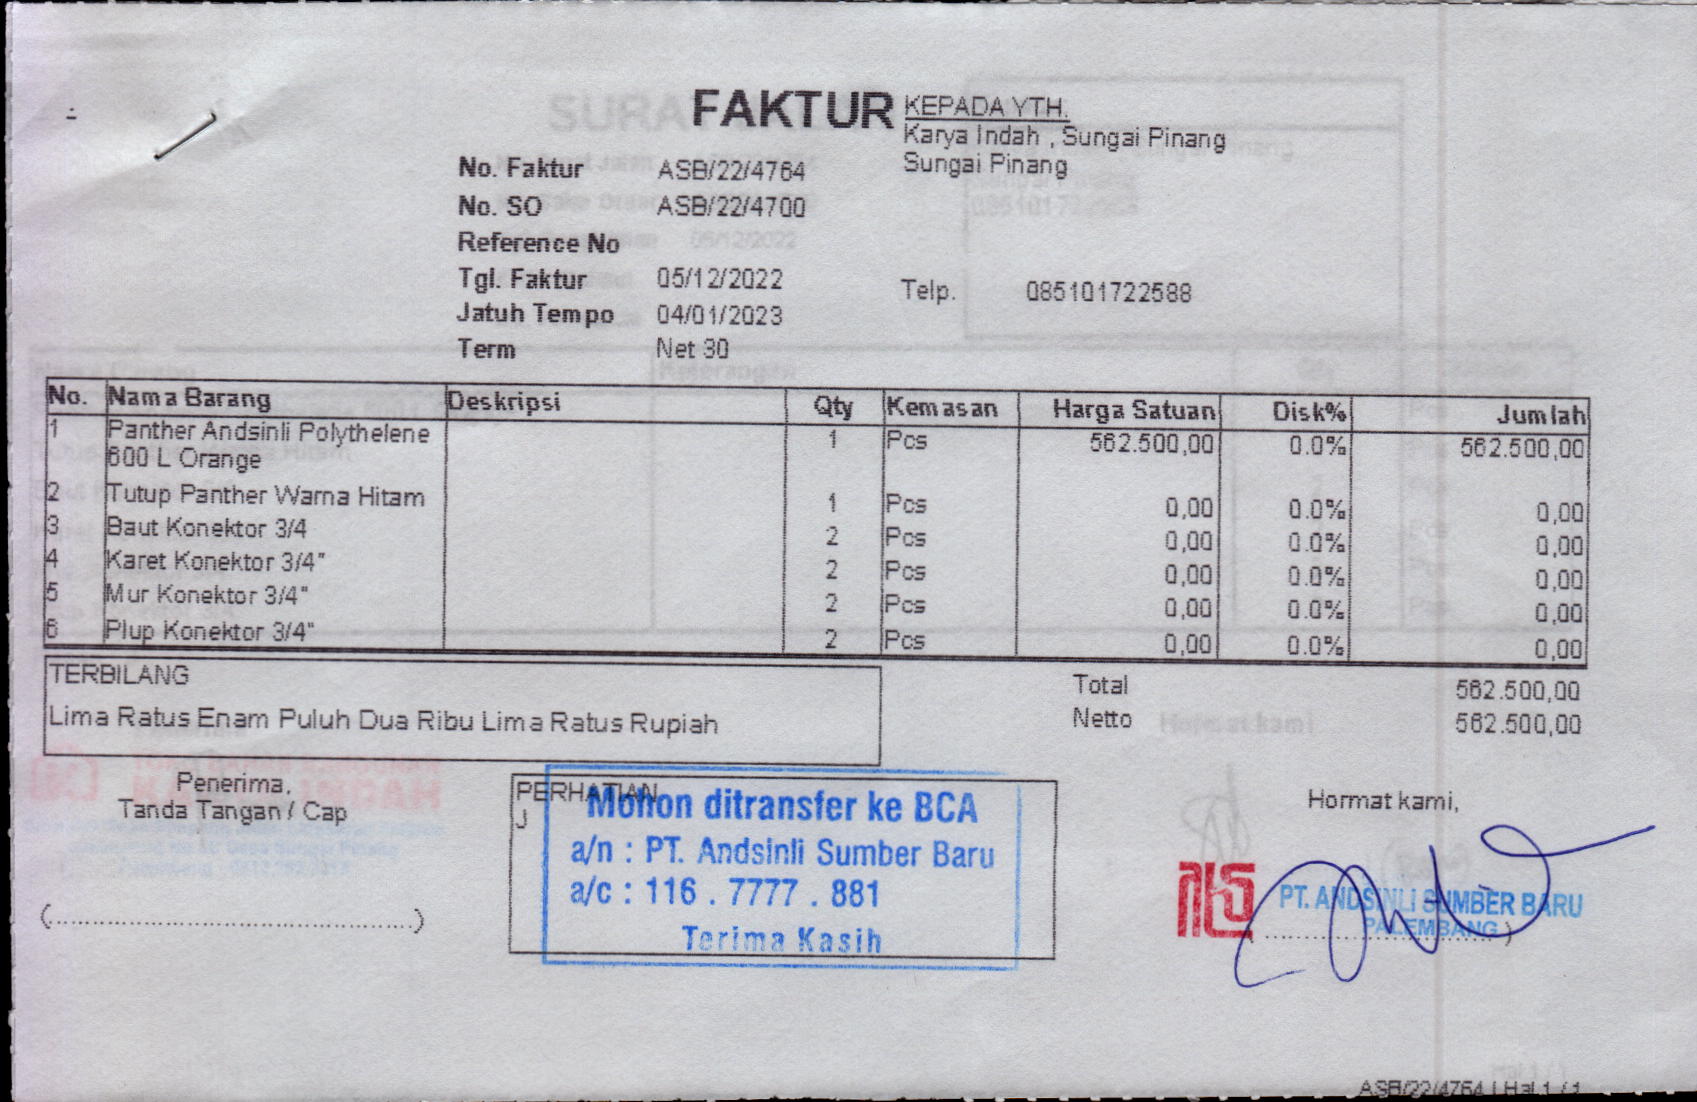 FAKTUR
KEPADA YTH.
Karya Indah , Sungai Pinang
Sungai Pinang
No. Faktur ASB/22/4764
No. SO ASB/22/4700
Reference No
Tgl. Faktur 05/12/2022
Telp. 085101722588
Jatuh Tempo 04/01/2023
Term Net 30
No. Nama Barang Deskripsi Qty Kemasan Harga Satuan Disk% Jumlah
1 Panther Andsinli Polythelene 1 Pcs 562.500,00 0.0% 562.500,00
600 L Orange
2 Tutup Panther Warna Hitam 1 Pcs 0,00 0.0% 0,00
3 Baut Konektor 3/4 2 Pcs 0,00 0.0% 0,00
4 Karet Konektor 3/4" 2 Pcs 0,00 0.0% 0,00
5 Mur Konektor 3/4" 2 Pcs 0,00 0.0% 0,00
6 Plup Konektor 3/4" 2 Pcs 0,00 0.0% 0,00
TERBILANG
Lima Ratus Enam Puluh Dua Ribu Lima Ratus Rupiah
Total 562.500,00
Netto 562.500,00
Penerima,
Tanda Tangan / Cap
(..............................................)
PERHATIAN
J
Mohon ditransfer ke BCA
a/n : PT. Andsinli Sumber Baru
a/c : 116 . 7777 . 881
Terima Kasih
Hormat kami,
PT. ANDSINLI SUMBER BARU
PALEMBANG
ASB/22/4764 | Hal 1 / 1